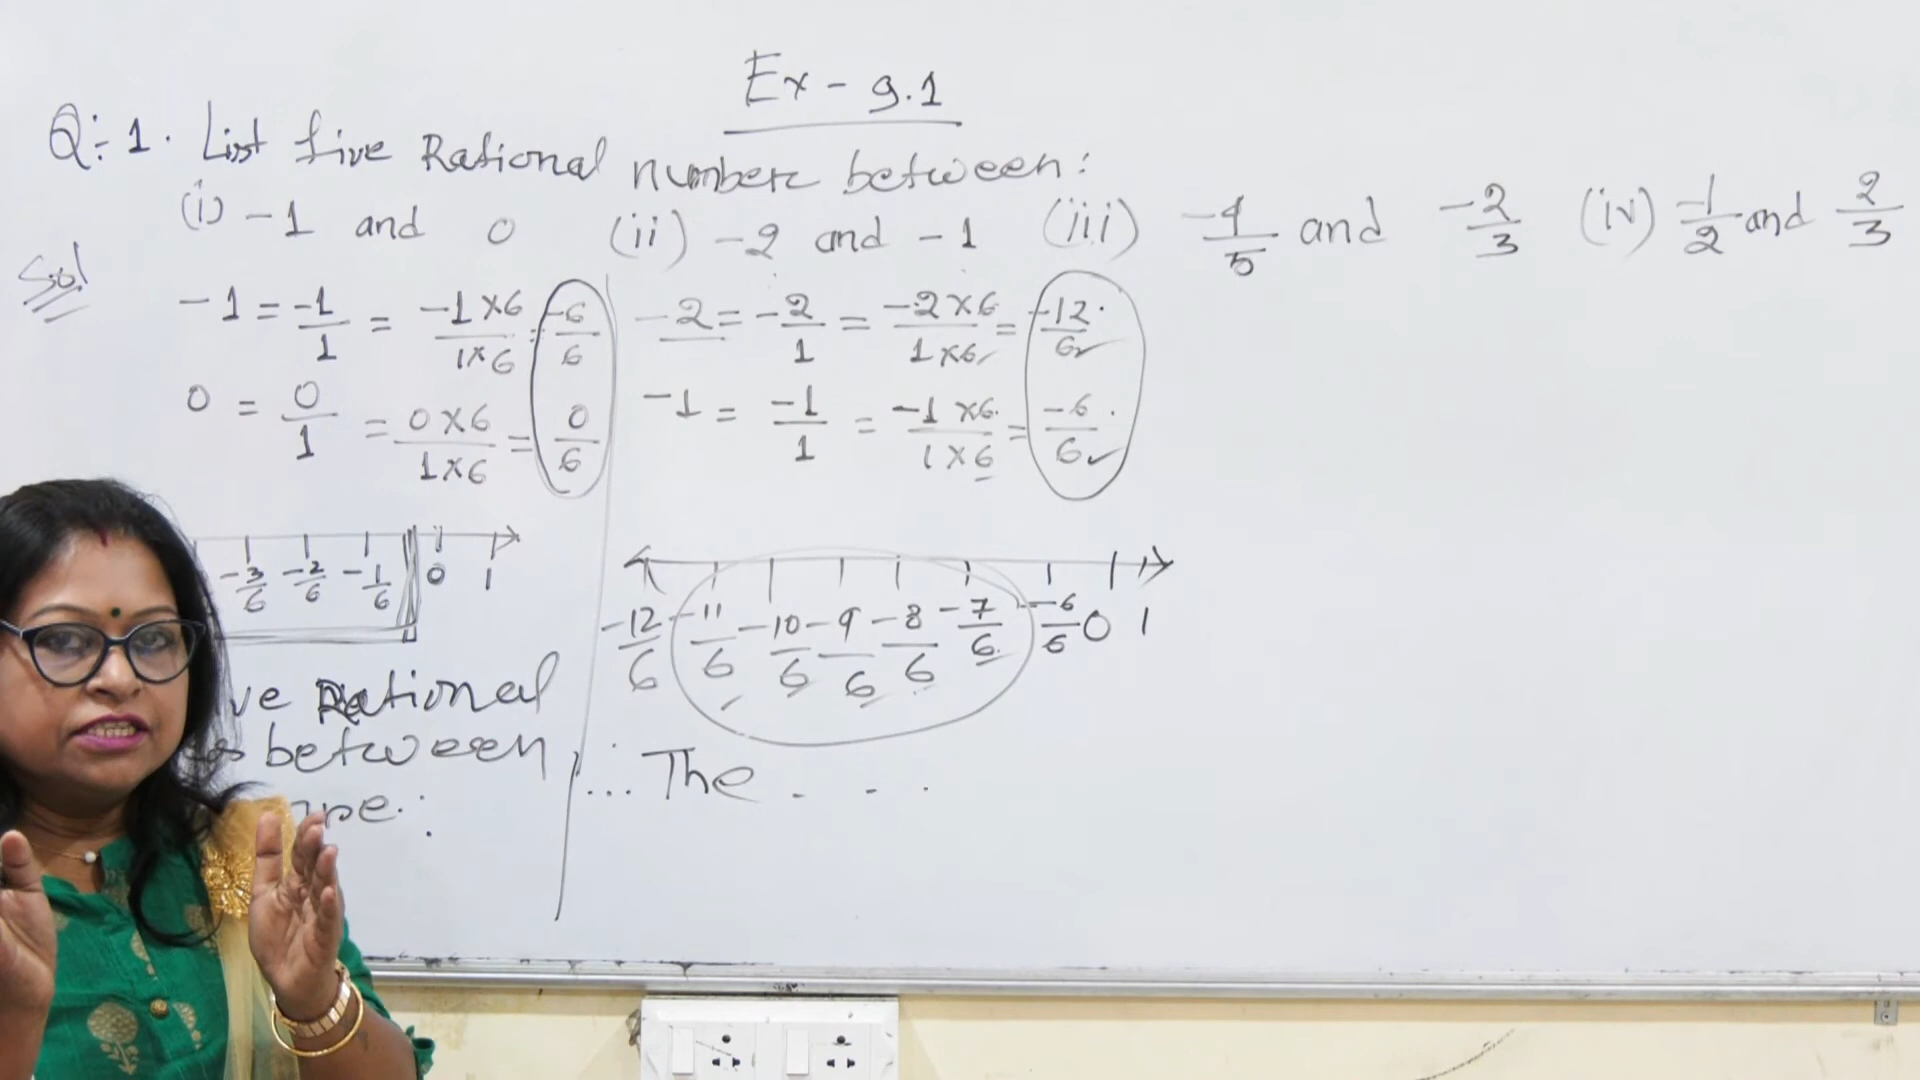 Ex - 9.1
Q:- 1. List five Rational numbers between:
(i) -1 and 0 (ii) -2 and -1 (iii) -4/5 and -2/3 (iv) -1/2 and 2/3
Sol
-1 = -1/1 = -1×6/1×6 = -6/6
0 = 0/1 = 0×6/1×6 = 0/6
-3/6 -2/6 -1/6 0 1
ve Rational
between
are:
-2 = -2/1 = -2×6/1×6 = -12/6
-1 = -1/1 = -1×6/1×6 = -6/6
-12/6 -11/6 -10/6 -9/6 -8/6 -7/6 -6/6 0 1
... The - - .